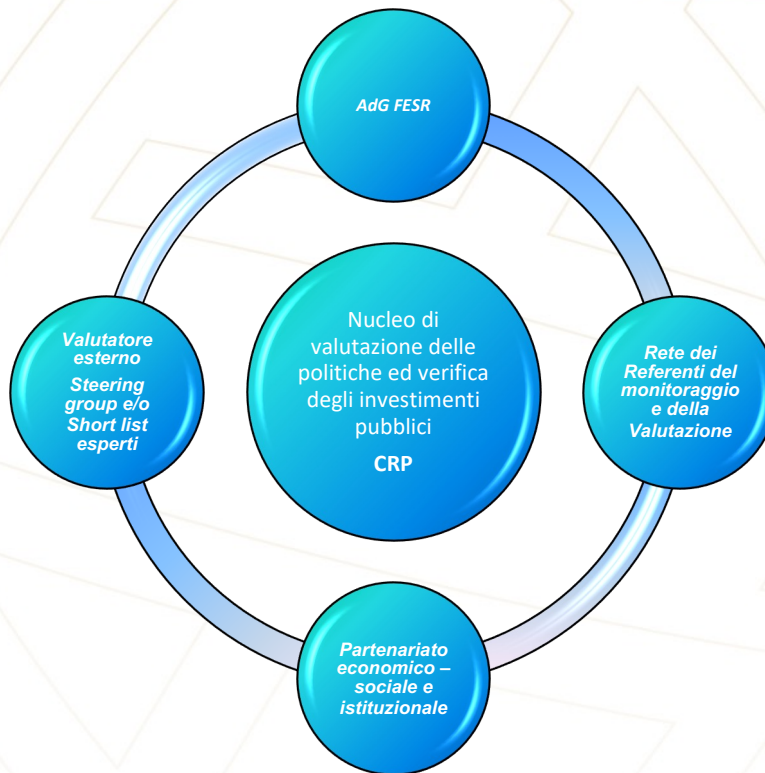 AdG FESR
Valutatore
esterno
Steering
group e/o
Short list
esperti
Nucleo di
valutazione delle
politiche ed verifica
degli investimenti
pubblici
CRP
Rete dei
Referenti del
monitoraggio
e della
Valutazione
Partenariato
economico –
sociale e
istituzionale